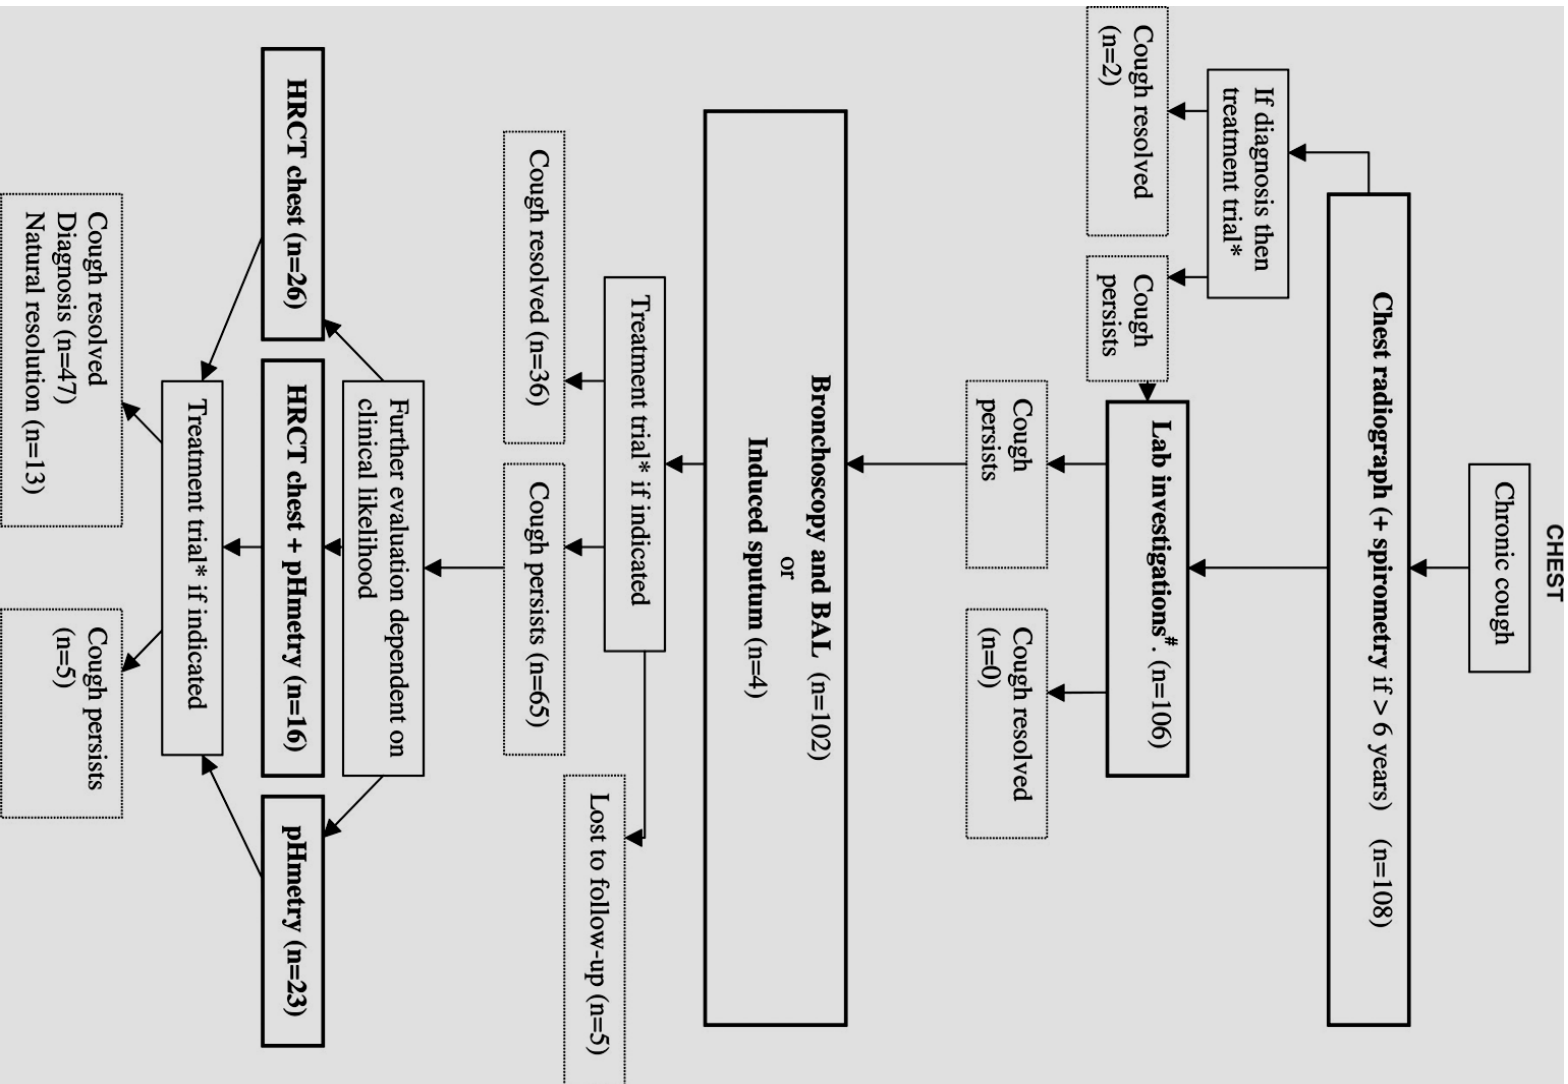 CHEST
Chronic cough
Chest radiograph (+ spirometry if > 6 years) (n=108)
If diagnosis then
treatment trial*
Cough resolved
(n=2)
Cough
persists
Lab investigations#. (n=106)
Cough
persists
Cough resolved
(n=0)
Bronchoscopy and BAL (n=102)
or
Induced sputum (n=4)
Treatment trial* if indicated
Cough resolved (n=36)
Cough persists (n=65)
Lost to follow-up (n=5)
Further evaluation dependent on
clinical likelihood
HRCT chest (n=26)
HRCT chest + pHmetry (n=16)
pHmetry (n=23)
Treatment trial* if indicated
Cough resolved
Diagnosis (n=47)
Natural resolution (n=13)
Cough persists
(n=5)